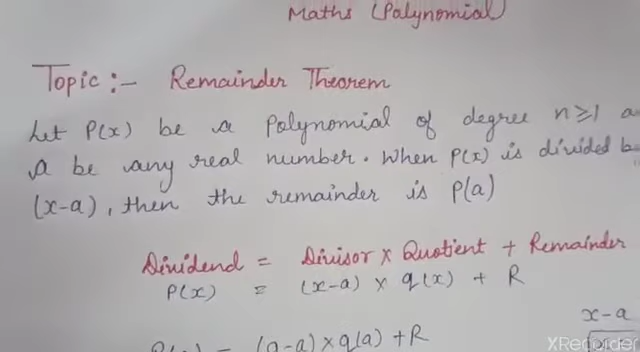 Maths (Polynomial)
Topic :- Remainder Theorem
Let P(x) be a Polynomial of degree n≥1 a
a be any real number. When P(x) is divided b
(x-a), then the remainder is P(a)
Dividend = Divisor × Quotient + Remainder
P(x) = (x-a) × q(x) + R
x-a
= (a-a) × q(a) + R
XRecorder